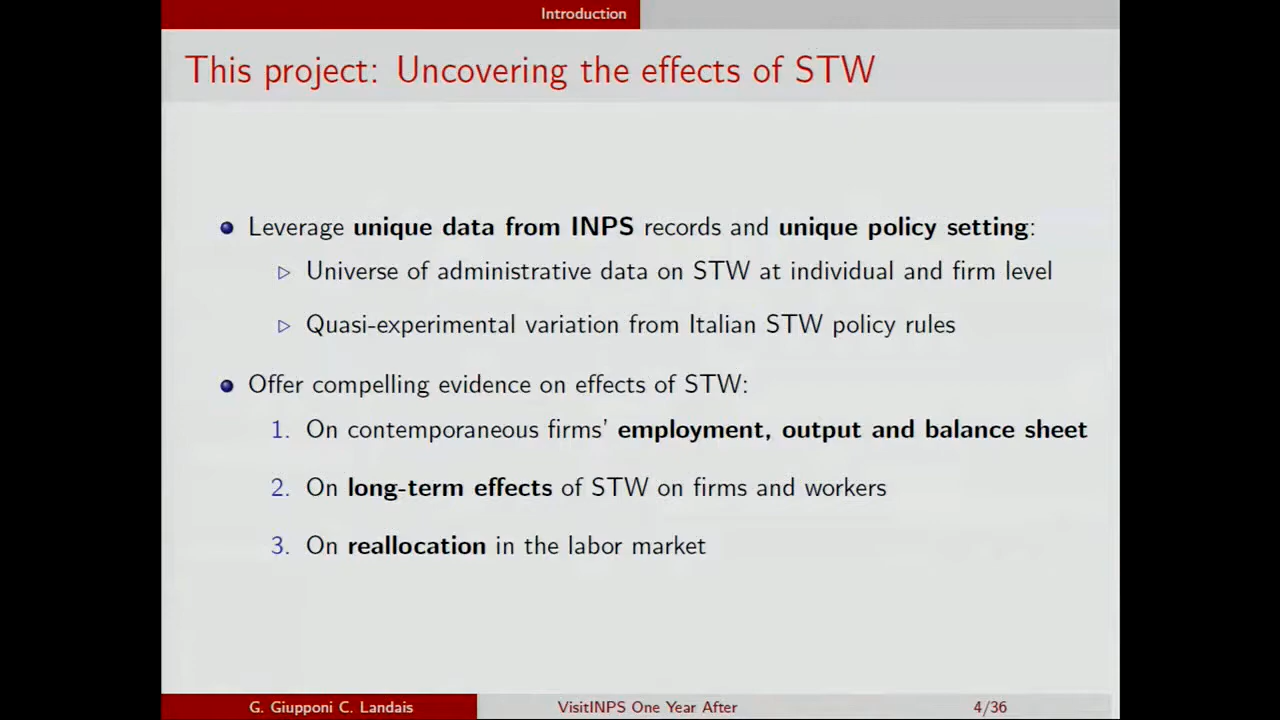 Introduction
This project: Uncovering the effects of STW
Leverage unique data from INPS records and unique policy setting:
Universe of administrative data on STW at individual and firm level
Quasi-experimental variation from Italian STW policy rules
Offer compelling evidence on effects of STW:
1. On contemporaneous firms' employment, output and balance sheet
2. On long-term effects of STW on firms and workers
3. On reallocation in the labor market
G. Giupponi C. Landais
VisitINPS One Year After
4/36